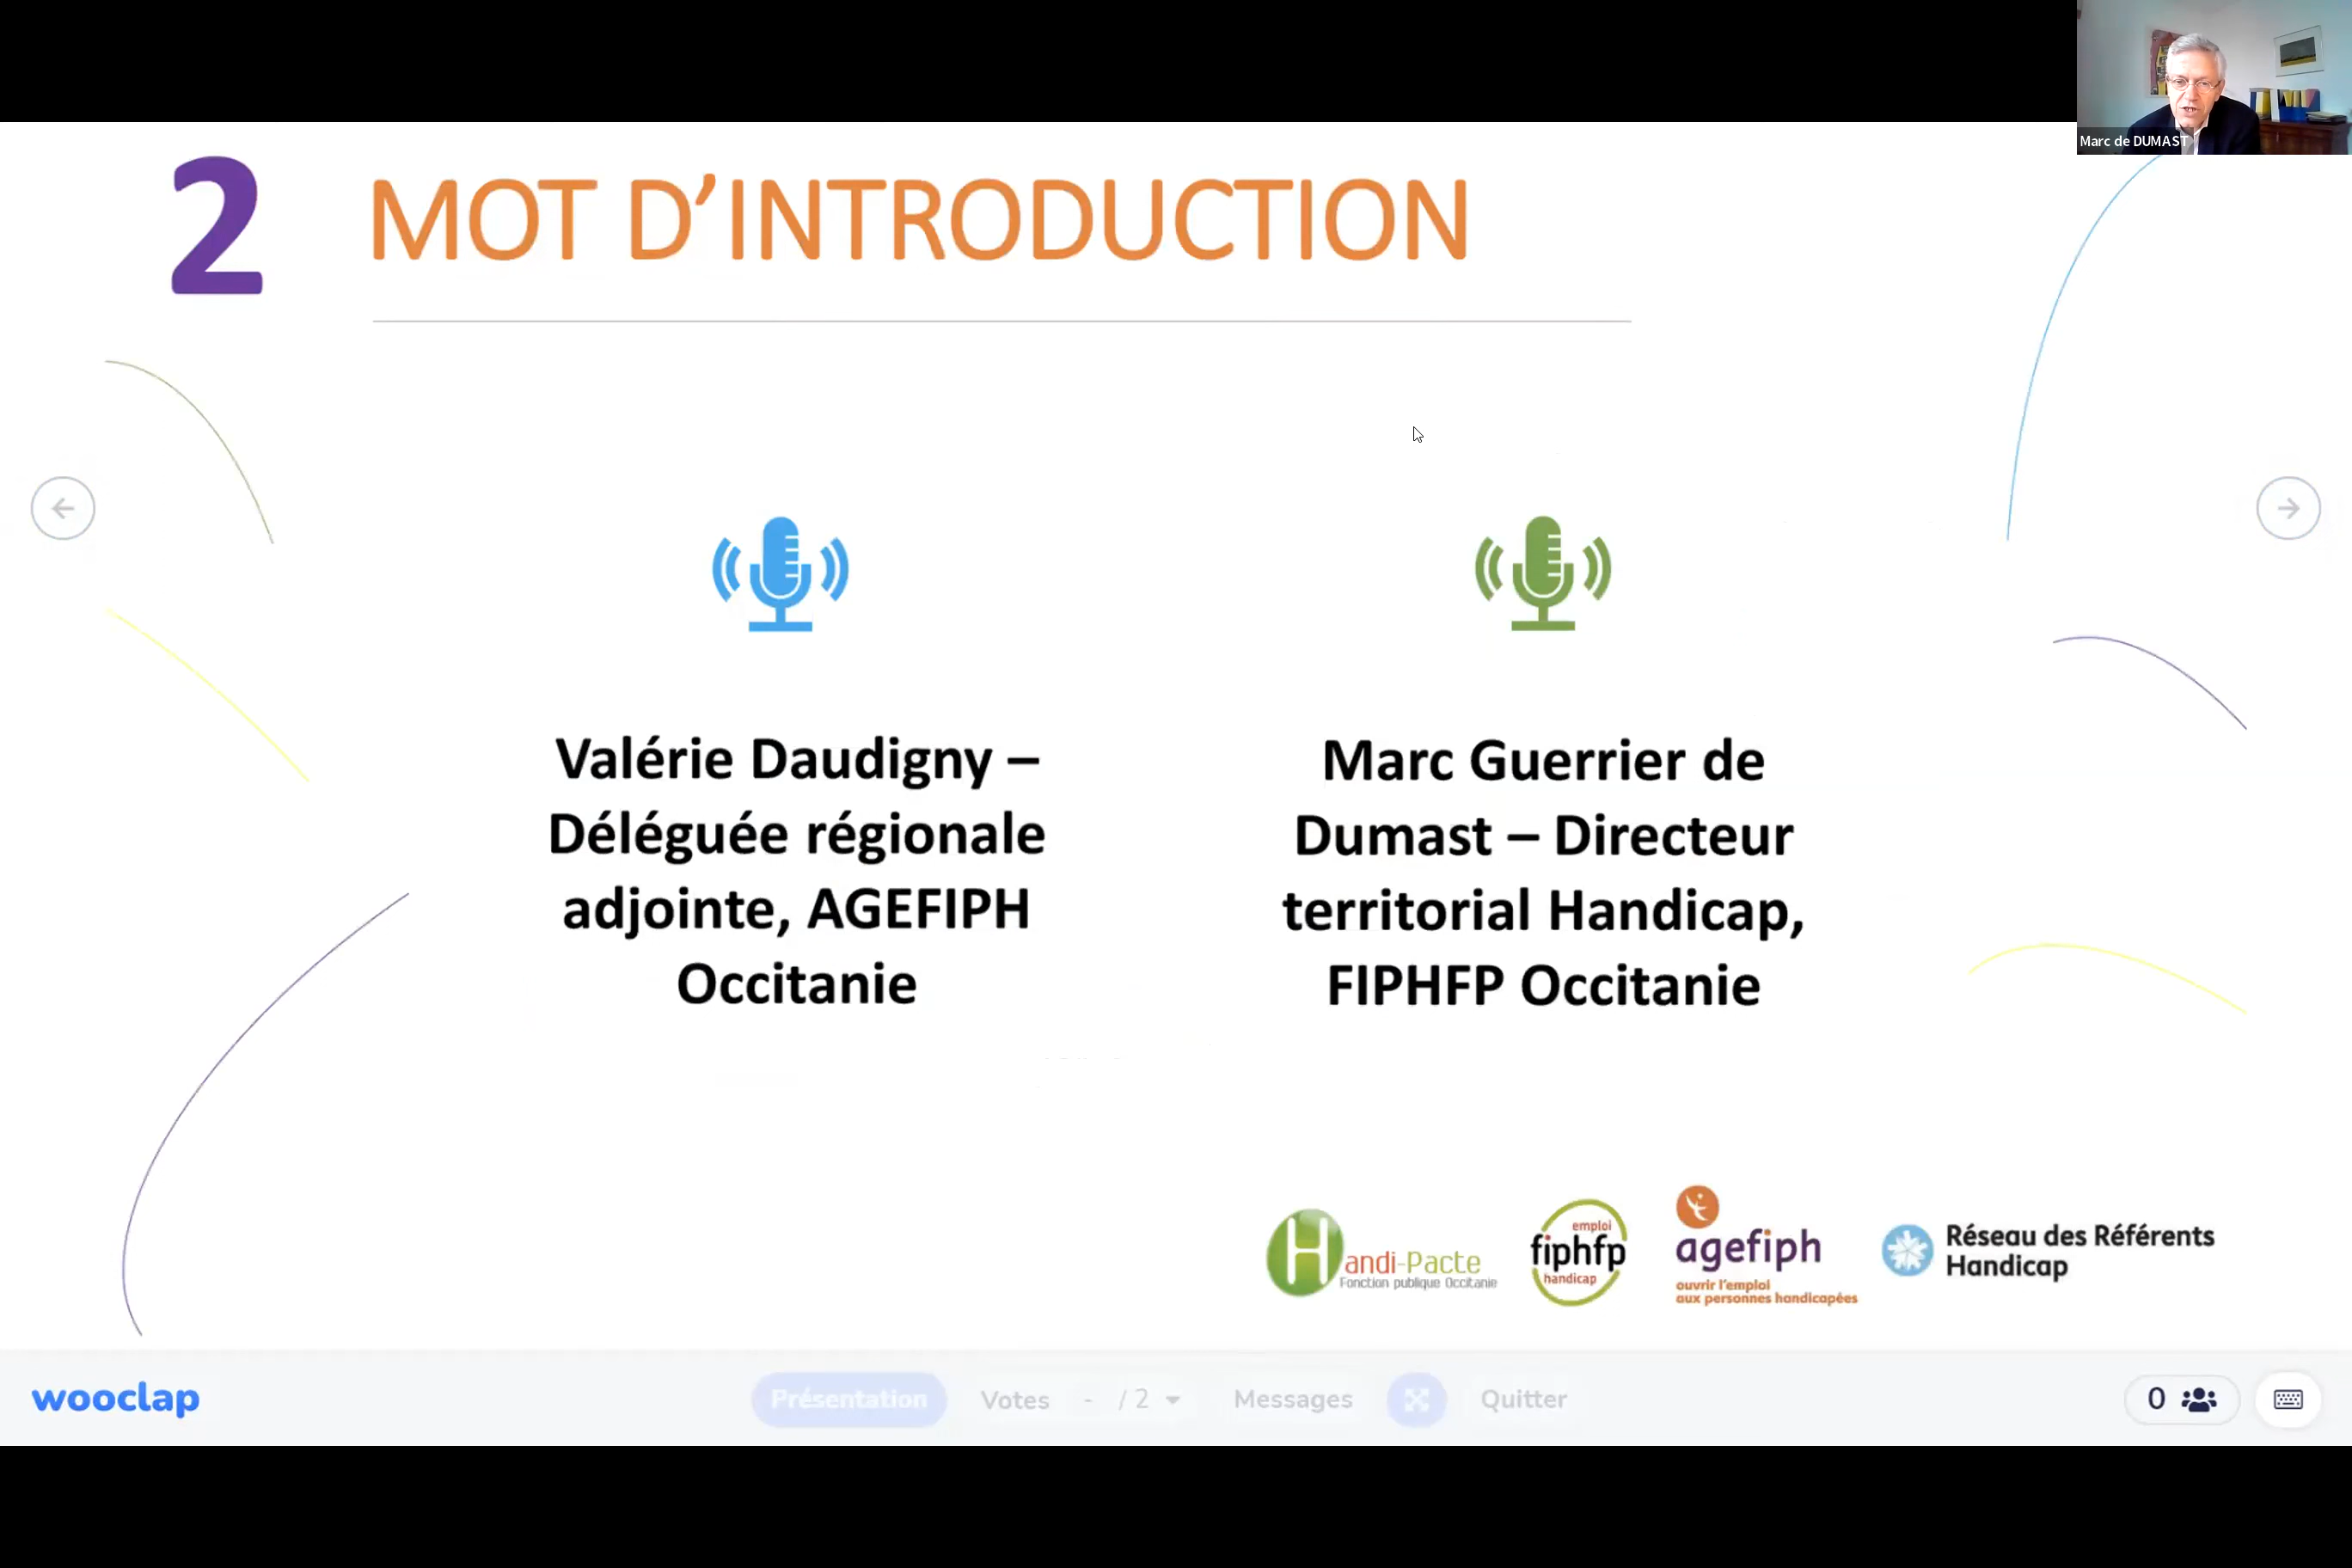 Marc de DUMAST
2 MOT D’INTRODUCTION
Valérie Daudigny –
Déléguée régionale
adjointe, AGEFIPH
Occitanie
Marc Guerrier de
Dumast – Directeur
territorial Handicap,
FIPHFP Occitanie
Handi-Pacte
Fonction publique Occitanie
emploi
fiphfp
handicap
agefiph
ouvrir l’emploi
aux personnes handicapées
Réseau des Référents
Handicap
wooclap
Présentation
Votes - / 2
Messages
Quitter
0